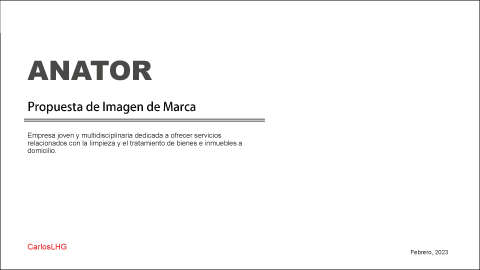 ANATOR
Propuesta de Imagen de Marca
Empresa joven y multidisciplinaria dedicada a ofrecer servicios
relacionados con la limpieza y el tratamiento de bienes e inmuebles a
domicilio.
CarlosLHG
Febrero, 2023